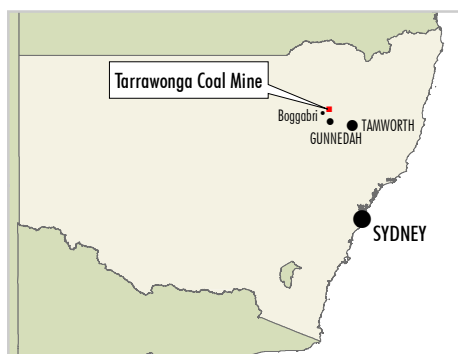 Tarrawonga Coal Mine
Boggabri
GUNNEDAH
TAMWORTH
SYDNEY